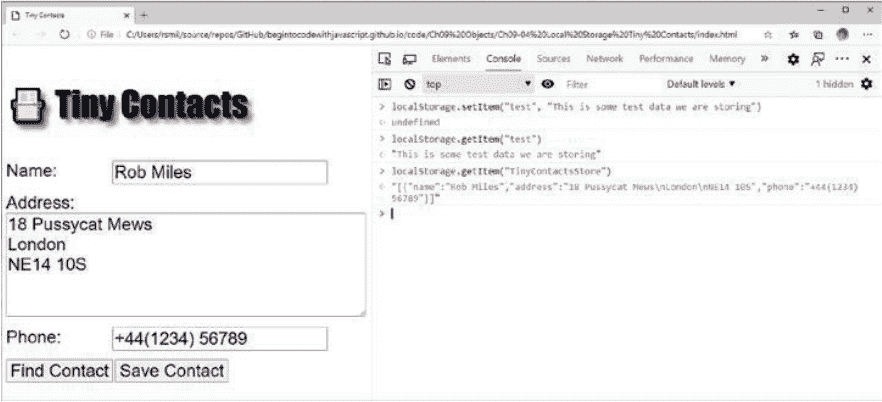 Tiny Contacts
File C:/Users/rsmil/source/repos/GitHub/begintocodewithjavascript.github.io/code/Ch09%20Objects/Ch09-04%20Local%20Storage%20Tiny%20Contacts/index.html
Tiny Contacts
Name: Rob Miles
Address:
18 Pussycat Mews
London
NE14 10S
Phone: +44(1234) 56789
Find Contact Save Contact
Elements Console Sources Network Performance Memory
top Filter Default levels ▼ 1 hidden
> localStorage.setItem("test", "This is some test data we are storing")
< undefined
> localStorage.getItem("test")
< "This is some test data we are storing"
> localStorage.getItem("TinyContactsStore")
< "[{"name":"Rob Miles","address":"18 Pussycat Mews\nLondon\nNE14 10S","phone":"+44(1234)
56789"}]"
>